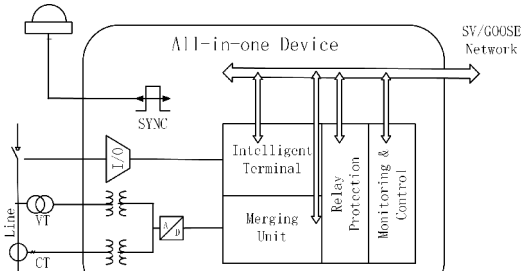 SV/GOOSE
Network
All-in-one Device
SYNC
I/O
Intelligent
Terminal
Merging
Unit
Relay
Protection
Monitoring &
Control
Line
VT
A
D
CT